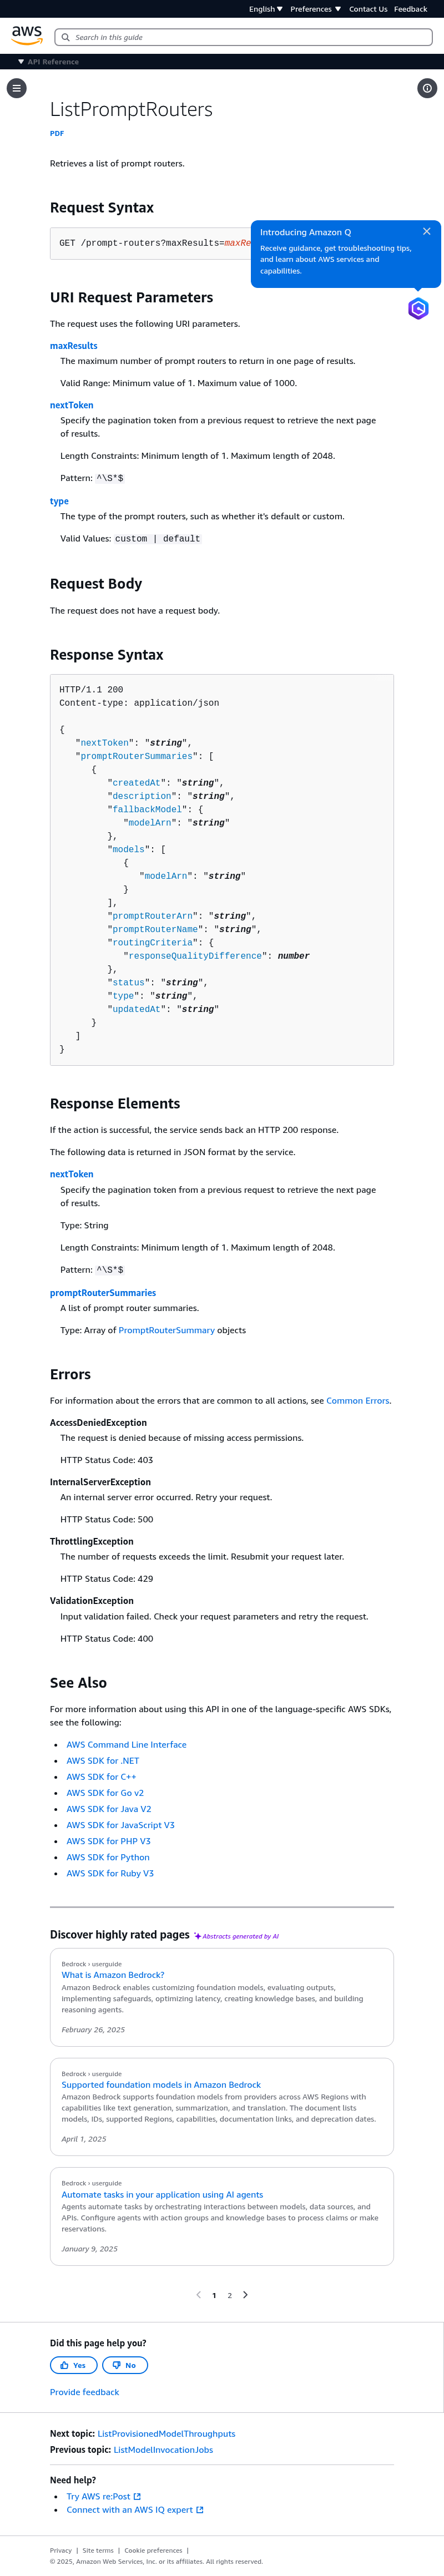 English
Preferences
Contact Us
Feedback
aws
Search in this guide
API Reference
ListPromptRouters
PDF
Retrieves a list of prompt routers.
Request Syntax
GET /prompt-routers?maxResults=maxRe
Introducing Amazon Q
Receive guidance, get troubleshooting tips,
and learn about AWS services and
capabilities.
URI Request Parameters
The request uses the following URI parameters.
maxResults
The maximum number of prompt routers to return in one page of results.
Valid Range: Minimum value of 1. Maximum value of 1000.
nextToken
Specify the pagination token from a previous request to retrieve the next page
of results.
Length Constraints: Minimum length of 1. Maximum length of 2048.
Pattern: ^\S*$
type
The type of the prompt routers, such as whether it's default or custom.
Valid Values: custom | default
Request Body
The request does not have a request body.
Response Syntax
HTTP/1.1 200
Content-type: application/json
{
"nextToken": "string",
"promptRouterSummaries": [
{
"createdAt": "string",
"description": "string",
"fallbackModel": {
"modelArn": "string"
},
"models": [
{
"modelArn": "string"
}
],
"promptRouterArn": "string",
"promptRouterName": "string",
"routingCriteria": {
"responseQualityDifference": number
},
"status": "string",
"type": "string",
"updatedAt": "string"
}
]
}
Response Elements
If the action is successful, the service sends back an HTTP 200 response.
The following data is returned in JSON format by the service.
nextToken
Specify the pagination token from a previous request to retrieve the next page
of results.
Type: String
Length Constraints: Minimum length of 1. Maximum length of 2048.
Pattern: ^\S*$
promptRouterSummaries
A list of prompt router summaries.
Type: Array of PromptRouterSummary objects
Errors
For information about the errors that are common to all actions, see Common Errors.
AccessDeniedException
The request is denied because of missing access permissions.
HTTP Status Code: 403
InternalServerException
An internal server error occurred. Retry your request.
HTTP Status Code: 500
ThrottlingException
The number of requests exceeds the limit. Resubmit your request later.
HTTP Status Code: 429
ValidationException
Input validation failed. Check your request parameters and retry the request.
HTTP Status Code: 400
See Also
For more information about using this API in one of the language-specific AWS SDKs,
see the following:
• AWS Command Line Interface
• AWS SDK for .NET
• AWS SDK for C++
• AWS SDK for Go v2
• AWS SDK for Java V2
• AWS SDK for JavaScript V3
• AWS SDK for PHP V3
• AWS SDK for Python
• AWS SDK for Ruby V3
Discover highly rated pages Abstracts generated by AI
Bedrock › userguide
What is Amazon Bedrock?
Amazon Bedrock enables customizing foundation models, evaluating outputs,
implementing safeguards, optimizing latency, creating knowledge bases, and building
reasoning agents.
February 26, 2025
Bedrock › userguide
Supported foundation models in Amazon Bedrock
Amazon Bedrock supports foundation models from providers across AWS Regions with
capabilities like text generation, summarization, and translation. The document lists
models, IDs, supported Regions, capabilities, documentation links, and deprecation dates.
April 1, 2025
Bedrock › userguide
Automate tasks in your application using AI agents
Agents automate tasks by orchestrating interactions between models, data sources, and
APIs. Configure agents with action groups and knowledge bases to process claims or make
reservations.
January 9, 2025
1 2
Did this page help you?
Yes
No
Provide feedback
Next topic: ListProvisionedModelThroughputs
Previous topic: ListModelInvocationJobs
Need help?
• Try AWS re:Post
• Connect with an AWS IQ expert
Privacy | Site terms | Cookie preferences |
© 2025, Amazon Web Services, Inc. or its affiliates. All rights reserved.